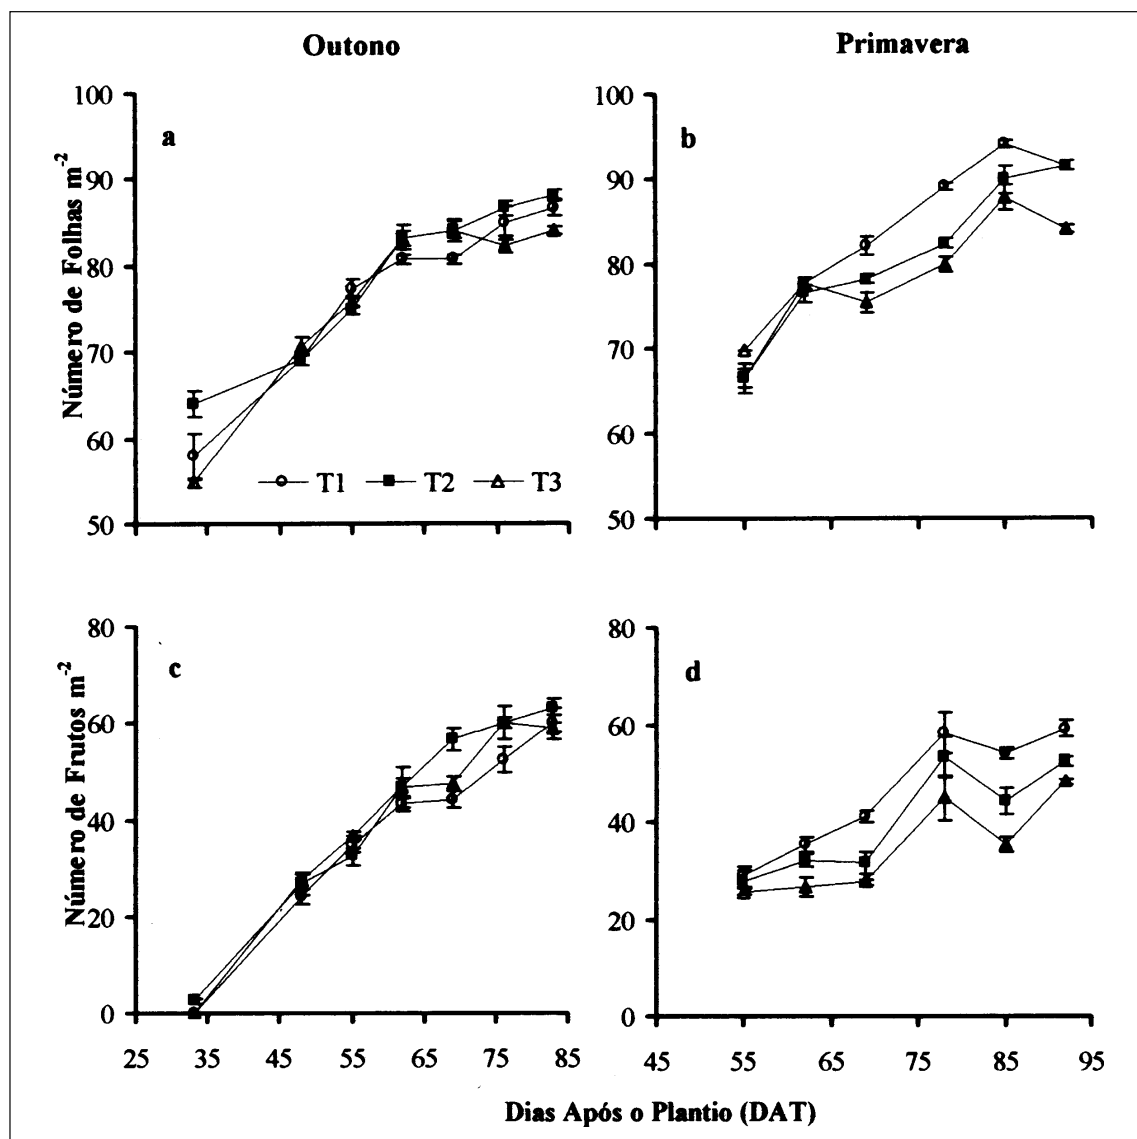 Outono
Primavera
Número de Folhas m⁻²
100
90
80
70
60
50
a
T1 T2 T3
100
90
80
70
60
50
b
Número de Frutos m⁻²
80
60
40
20
0
c
25 35 45 55 65 75 85
80
60
40
20
0
d
45 55 65 75 85 95
Dias Após o Plantio (DAT)